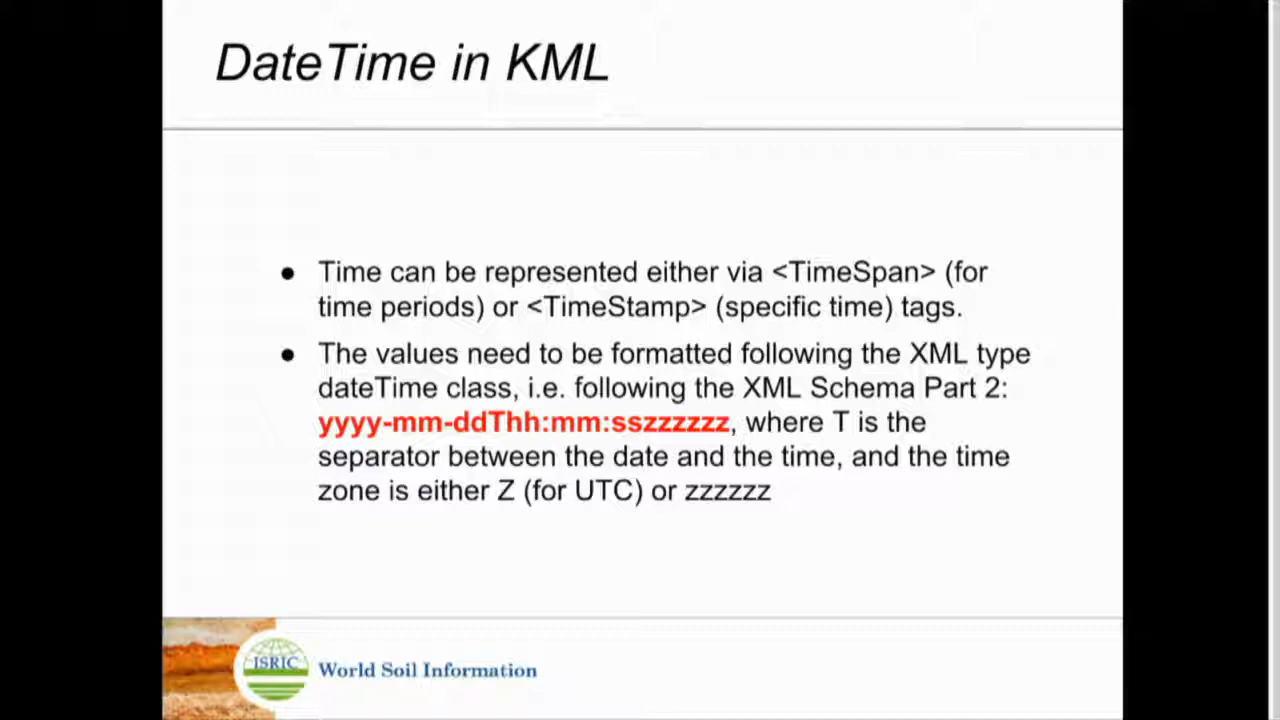 DateTime in KML
● Time can be represented either via <TimeSpan> (for
time periods) or <TimeStamp> (specific time) tags.
● The values need to be formatted following the XML type
dateTime class, i.e. following the XML Schema Part 2:
yyyy-mm-ddThh:mm:sszzzzzz, where T is the
separator between the date and the time, and the time
zone is either Z (for UTC) or zzzzzz
ISRIC World Soil Information